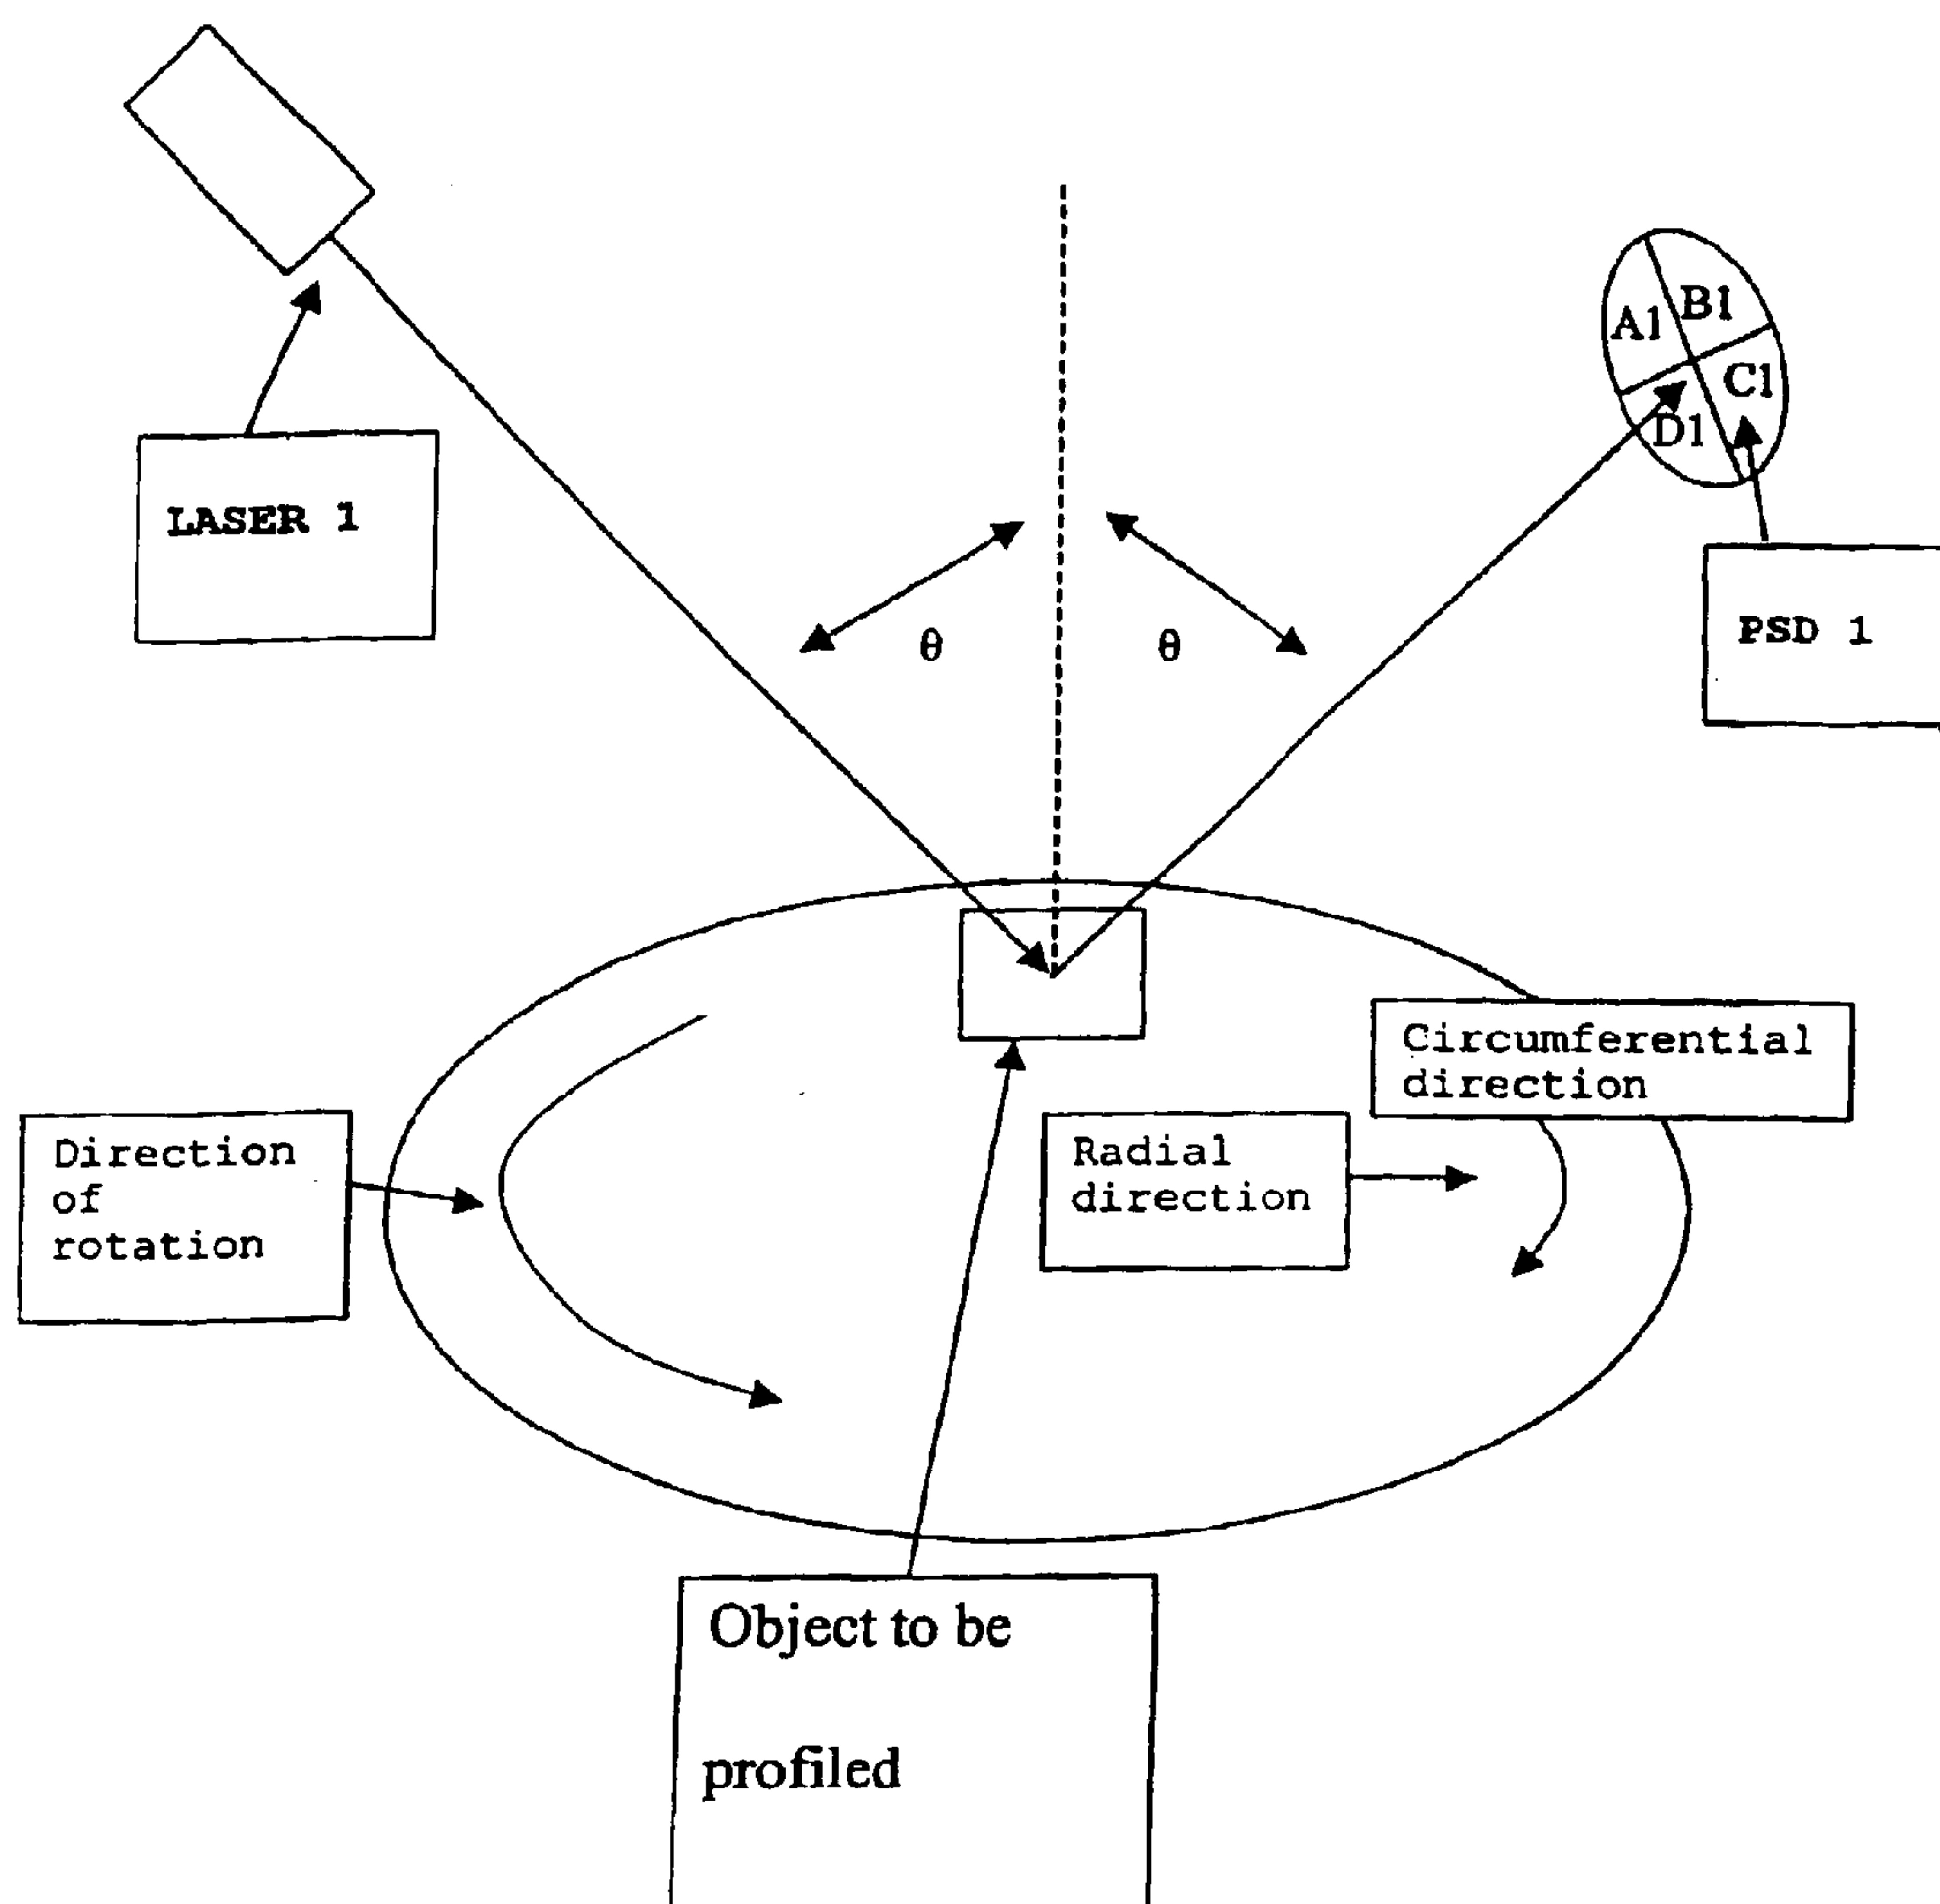 A1
B1
C1
D1
LASER 1
PSD 1
θ
θ
Circumferential
direction
Direction
of
rotation
Radial
direction
Object to be
profiled